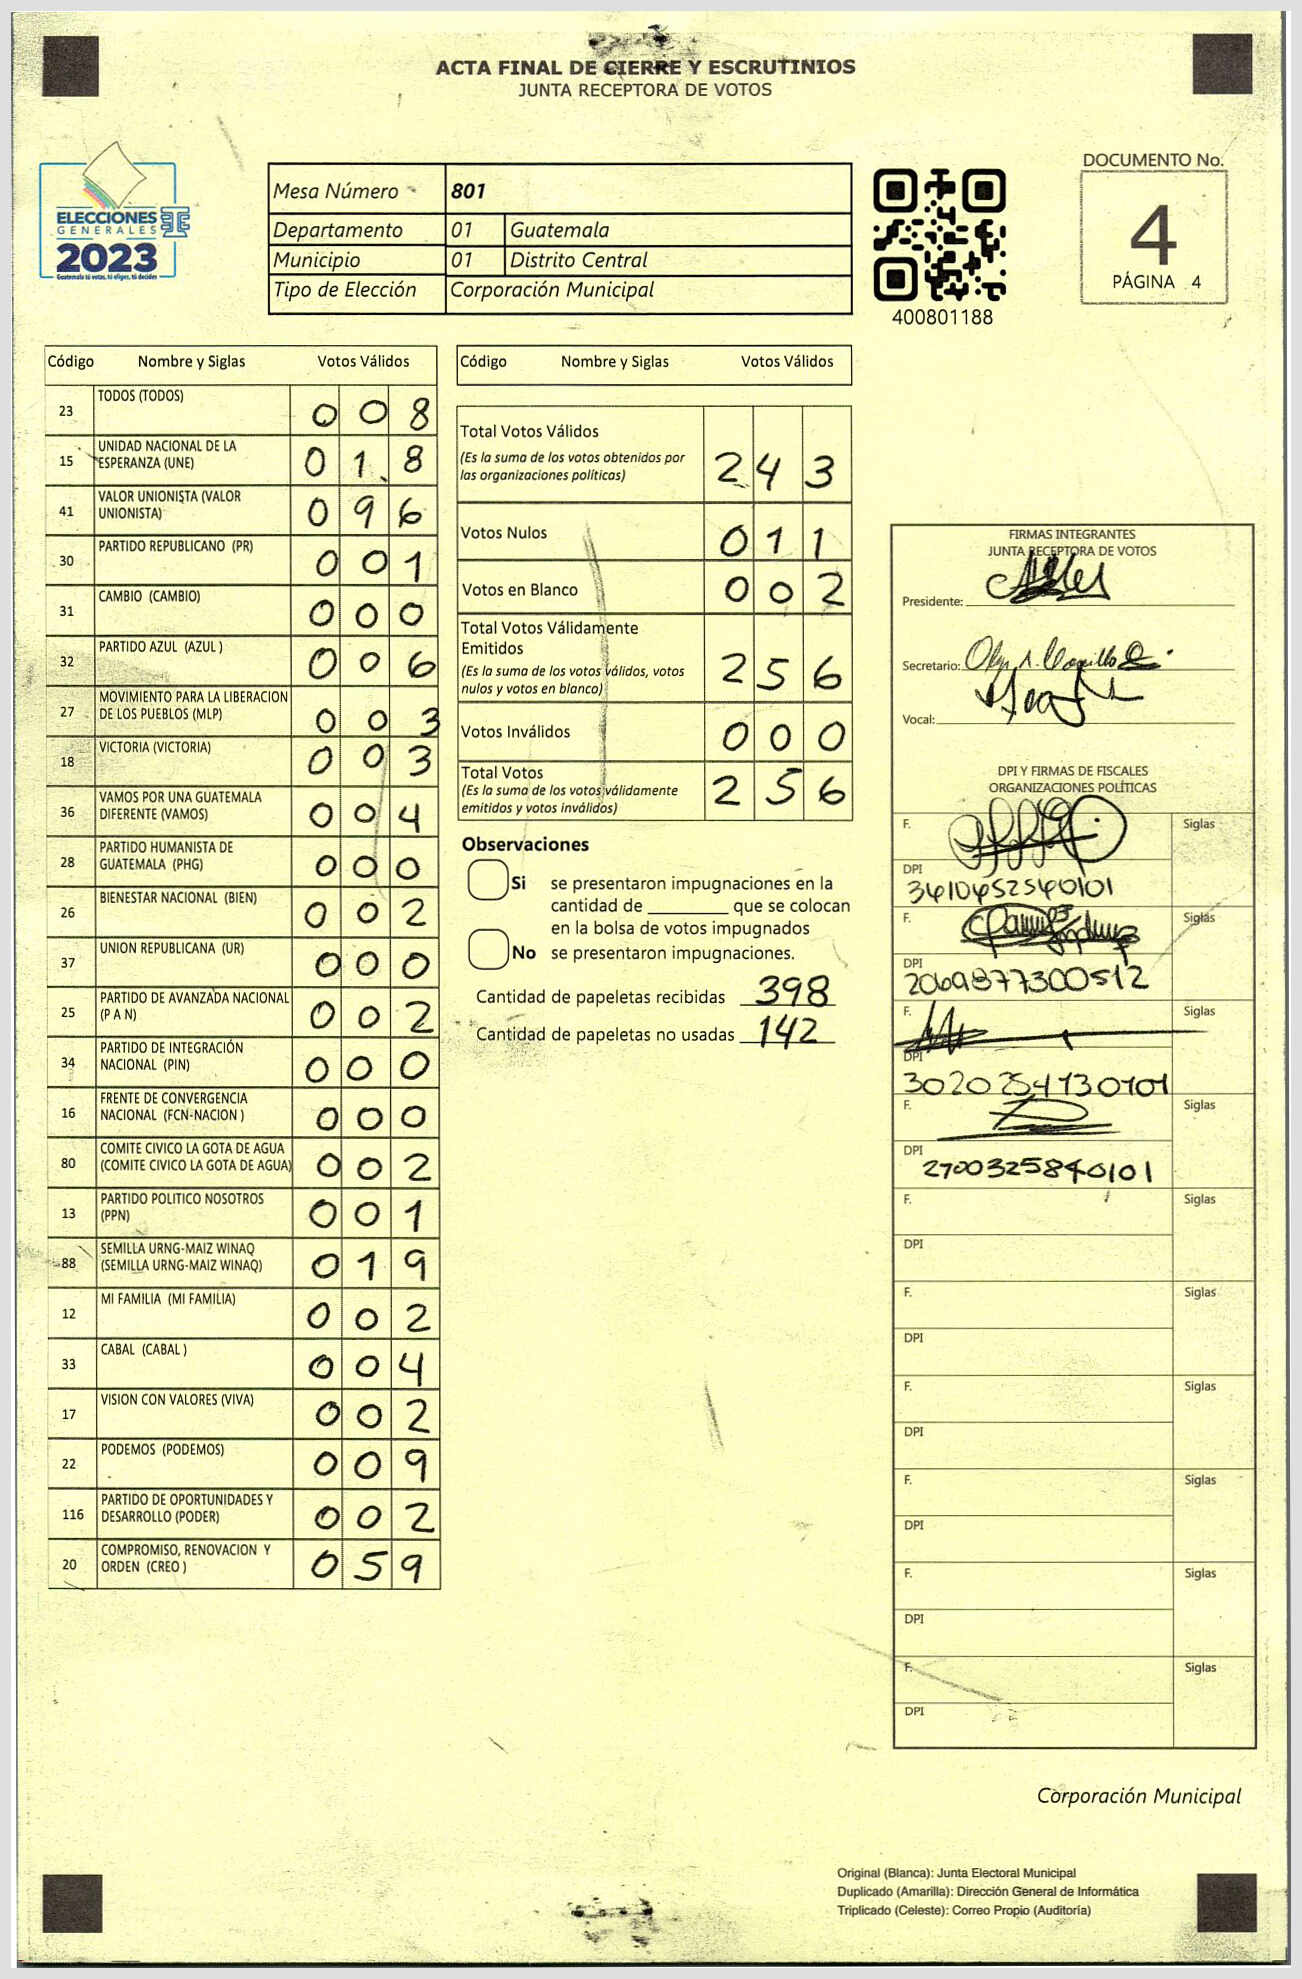 ACTA FINAL DE CIERRE Y ESCRUTINIOS
JUNTA RECEPTORA DE VOTOS
ELECCIONES
GENERALES
2023
Guatemala tú votas, tú eliges, tú decides
Mesa Número 801
Departamento 01 Guatemala
Municipio 01 Distrito Central
Tipo de Elección Corporación Municipal
400801188
DOCUMENTO No.
4
PÁGINA 4
Código Nombre y Siglas Votos Válidos
23 TODOS (TODOS) 0 0 8
15 UNIDAD NACIONAL DE LA
ESPERANZA (UNE) 0 1 8
41 VALOR UNIONISTA (VALOR
UNIONISTA) 0 9 6
30 PARTIDO REPUBLICANO (PR) 0 0 1
31 CAMBIO (CAMBIO) 0 0 0
32 PARTIDO AZUL (AZUL ) 0 0 6
27 MOVIMIENTO PARA LA LIBERACION
DE LOS PUEBLOS (MLP) 0 0 3
18 VICTORIA (VICTORIA) 0 0 3
36 VAMOS POR UNA GUATEMALA
DIFERENTE (VAMOS) 0 0 4
28 PARTIDO HUMANISTA DE
GUATEMALA (PHG) 0 0 0
26 BIENESTAR NACIONAL (BIEN) 0 0 2
37 UNION REPUBLICANA (UR) 0 0 0
25 PARTIDO DE AVANZADA NACIONAL
(P A N) 0 0 2
34 PARTIDO DE INTEGRACIÓN
NACIONAL (PIN) 0 0 0
16 FRENTE DE CONVERGENCIA
NACIONAL (FCN-NACION ) 0 0 0
80 COMITE CIVICO LA GOTA DE AGUA
(COMITE CIVICO LA GOTA DE AGUA) 0 0 2
13 PARTIDO POLITICO NOSOTROS
(PPN) 0 0 1
88 SEMILLA URNG-MAIZ WINAQ
(SEMILLA URNG-MAIZ WINAQ) 0 1 9
12 MI FAMILIA (MI FAMILIA) 0 0 2
33 CABAL (CABAL ) 0 0 4
17 VISION CON VALORES (VIVA) 0 0 2
22 PODEMOS (PODEMOS) 0 0 9
116 PARTIDO DE OPORTUNIDADES Y
DESARROLLO (PODER) 0 0 2
20 COMPROMISO, RENOVACION Y
ORDEN (CREO ) 0 5 9
Código Nombre y Siglas Votos Válidos
Total Votos Válidos
(Es la suma de los votos obtenidos por
las organizaciones políticas) 2 4 3
Votos Nulos 0 1 1
Votos en Blanco 0 0 2
Total Votos Válidamente
Emitidos
(Es la suma de los votos válidos, votos
nulos y votos en blanco) 2 5 6
Votos Inválidos 0 0 0
Total Votos
(Es la suma de los votos válidamente
emitidos y votos inválidos) 2 5 6
Observaciones
Si se presentaron impugnaciones en la
cantidad de ________ que se colocan
en la bolsa de votos impugnados
No se presentaron impugnaciones.
Cantidad de papeletas recibidas 398
Cantidad de papeletas no usadas 142
FIRMAS INTEGRANTES
JUNTA RECEPTORA DE VOTOS
Presidente:
Secretario:
Vocal:
DPI Y FIRMAS DE FISCALES
ORGANIZACIONES POLÍTICAS
F. Siglas
DPI
3410452540101
F. Siglas
DPI
2069877300512
F. Siglas
DPI
3020254130101
F. Siglas
DPI
2700325840101
F. Siglas
DPI
F. Siglas
DPI
F. Siglas
DPI
F. Siglas
DPI
F. Siglas
DPI
F. Siglas
DPI
Corporación Municipal
Original (Blanca): Junta Electoral Municipal
Duplicado (Amarilla): Dirección General de Informática
Triplicado (Celeste): Correo Propio (Auditoría)